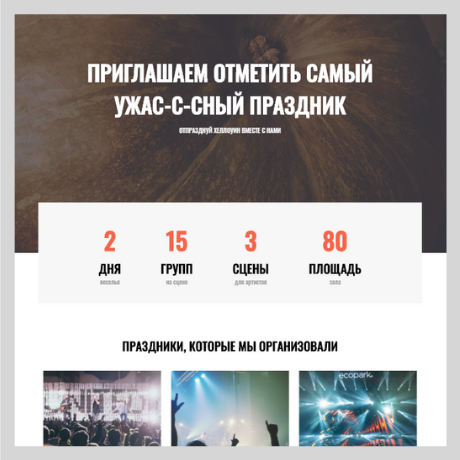 ПРИГЛАШАЕМ ОТМЕТИТЬ САМЫЙ
УЖАС-С-СНЫЙ ПРАЗДНИК
ОТПРАЗДНУЙ ХЕЛЛОУИН ВМЕСТЕ С НАМИ
2 15 3 80
ДНЯ ГРУПП СЦЕНЫ ПЛОЩАДЬ
веселья на сцене для артистов зала
ПРАЗДНИКИ, КОТОРЫЕ МЫ ОРГАНИЗОВАЛИ
ecopark